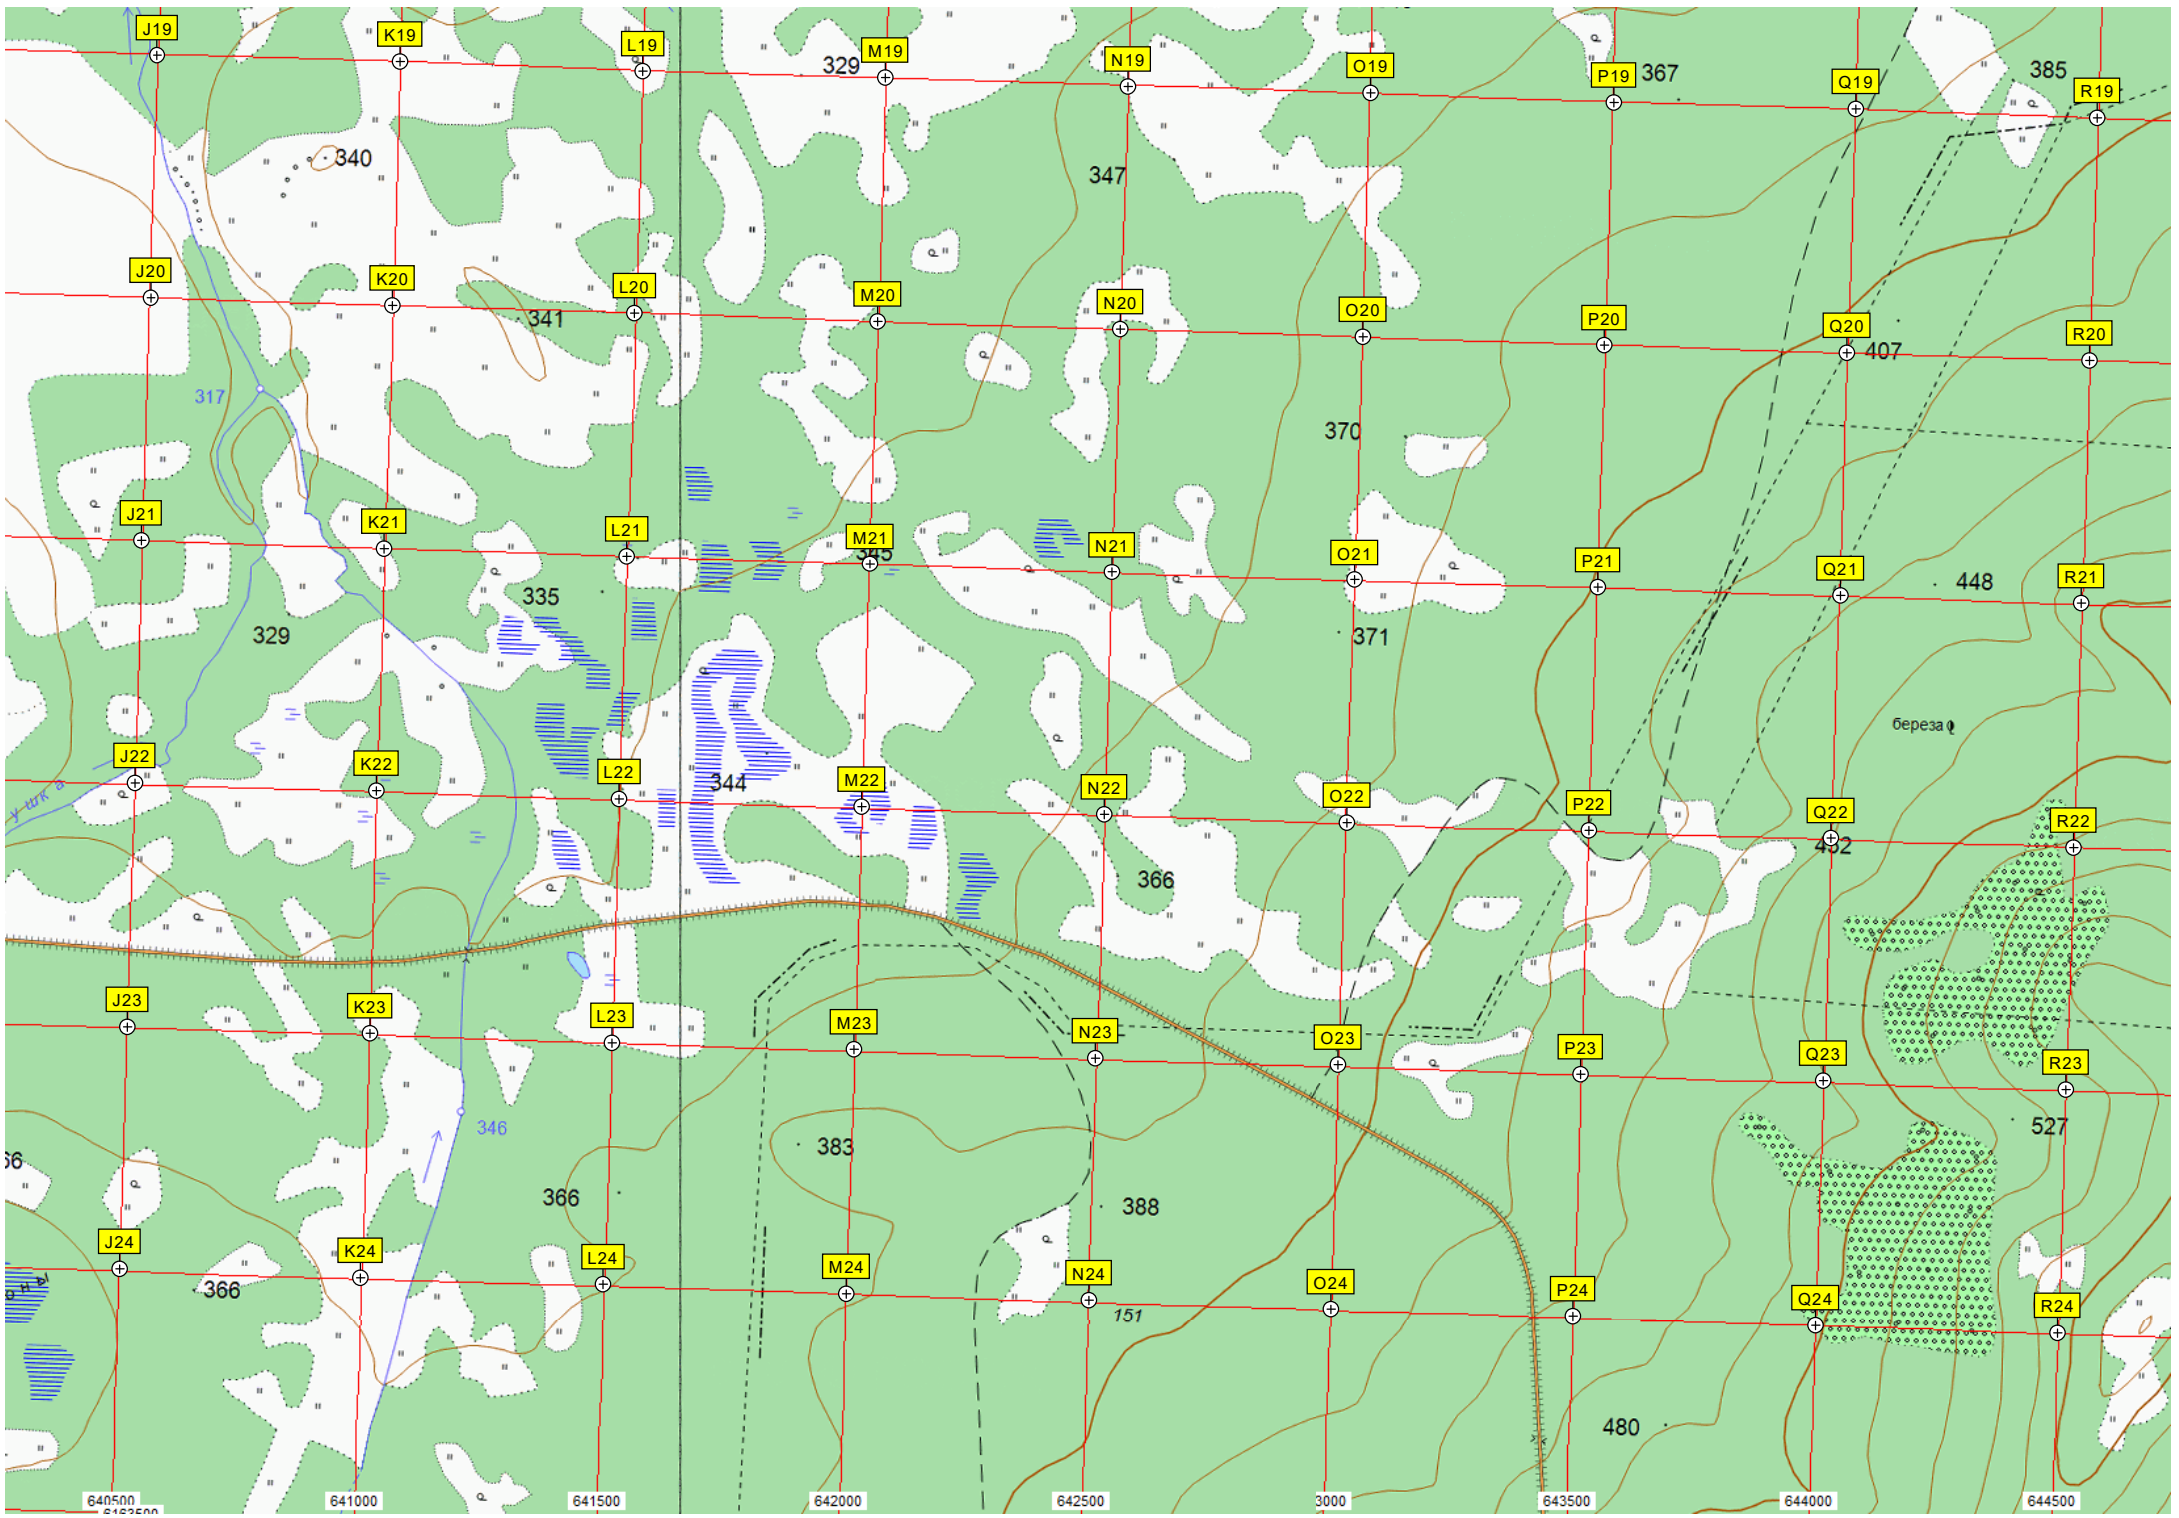 J19 K19 L19 M19 N19 O19 P19 Q19 R19
329 367 385
340 347
J20 K20 L20 M20 N20 O20 P20 Q20 R20
341 407
317 370
J21 K21 L21 M21 N21 O21 P21 Q21 R21
345
335 448
329 371
береза
J22 K22 L22 M22 N22 O22 P22 Q22 R22
ушка 344
366
J23 K23 L23 M23 N23 O23 P23 Q23 R23
346 527
383
366 388
J24 K24 L24 M24 N24 O24 P24 Q24 R24
366 151
480
640500 641000 641500 642000 642500 3000 643500 644000 644500